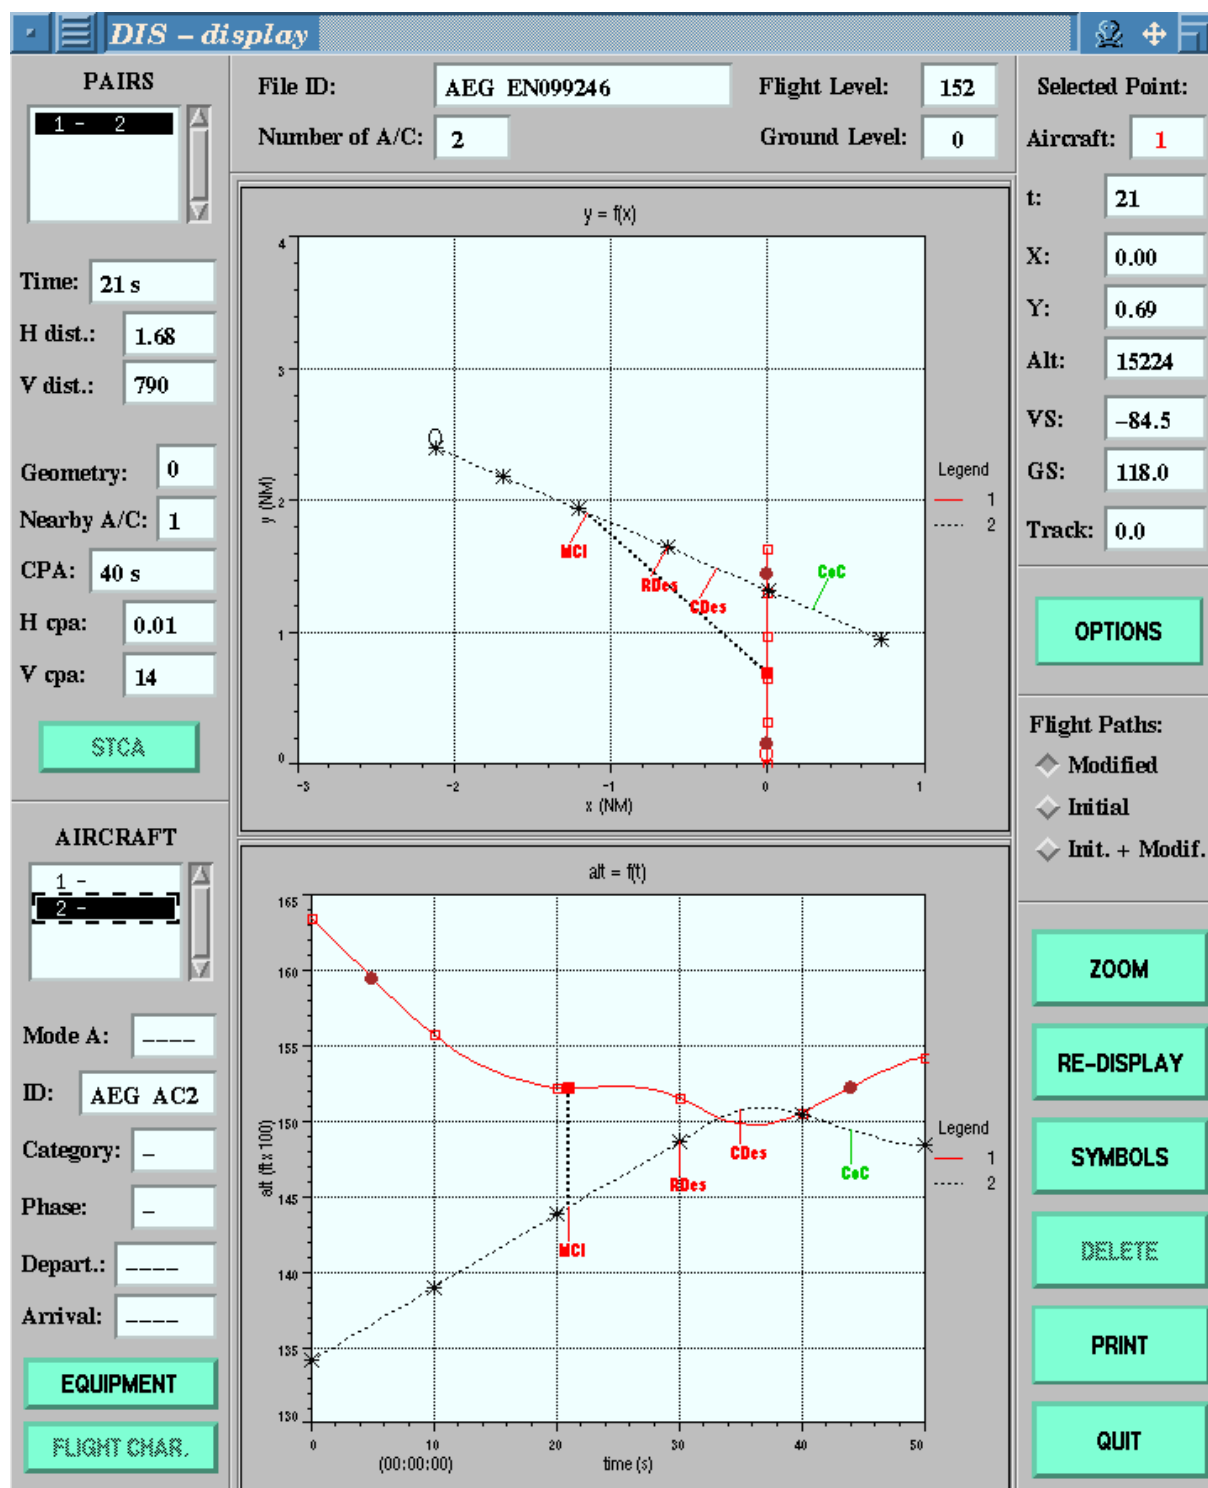 DIS – display
PAIRS
1 – 2
Time: 21 s
H dist.: 1.68
V dist.: 790
Geometry: 0
Nearby A/C: 1
CPA: 40 s
H cpa: 0.01
V cpa: 14
STCA
AIRCRAFT
1 –
2 –
Mode A: ----
ID: AEG AC2
Category: –
Phase: –
Depart.: ----
Arrival: ----
EQUIPMENT
FLIGHT CHAR.
File ID: AEG EN099246
Flight Level: 152
Number of A/C: 2
Ground Level: 0
y = f(x)
4
3
2
1
0
y (NM)
-3 -2 -1 0 1
x (NM)
MCl
RDes
CDes
CoC
Legend
1
2
alt = f(t)
165
160
155
150
145
140
135
130
alt (ft x 100)
0 10 20 30 40 50
(00:00:00) time (s)
MCl
RDes
CDes
CoC
Legend
1
2
Selected Point:
Aircraft: 1
t: 21
X: 0.00
Y: 0.69
Alt: 15224
VS: –84.5
GS: 118.0
Track: 0.0
OPTIONS
Flight Paths:
Modified
Initial
Init. + Modif.
ZOOM
RE-DISPLAY
SYMBOLS
DELETE
PRINT
QUIT